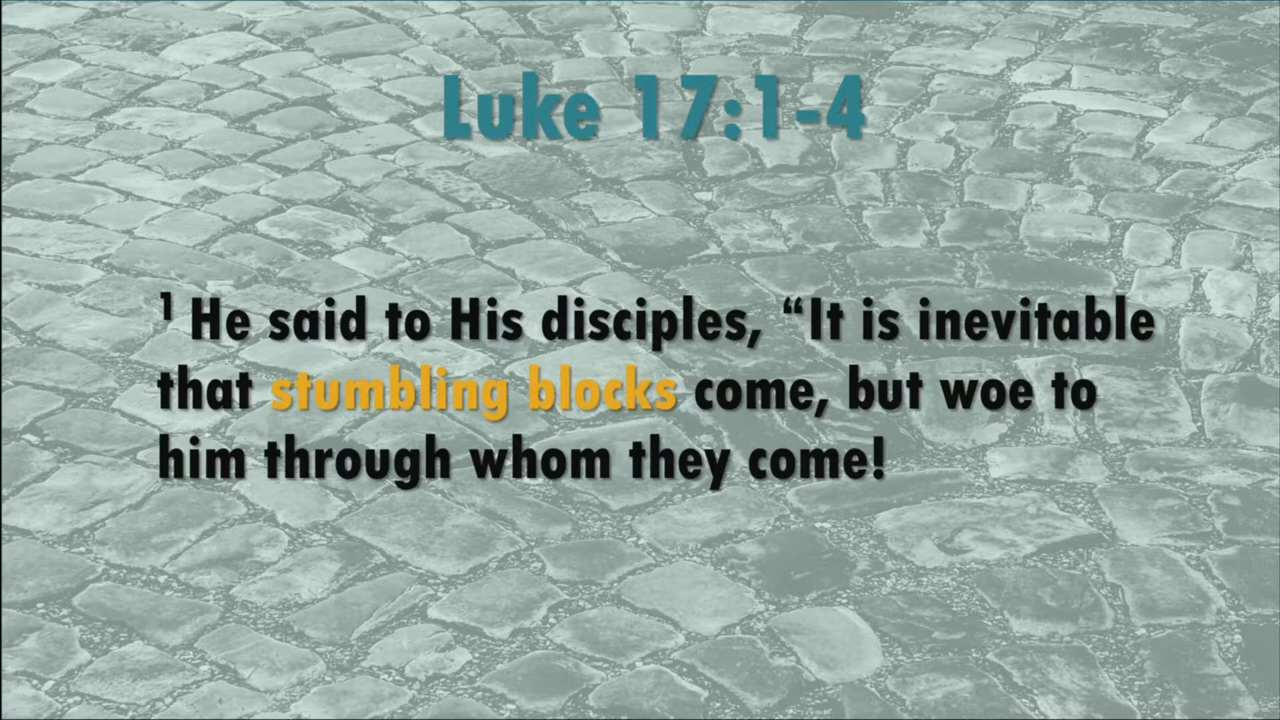 Luke 17:1-4
¹ He said to His disciples, “It is inevitable
that stumbling blocks come, but woe to
him through whom they come!